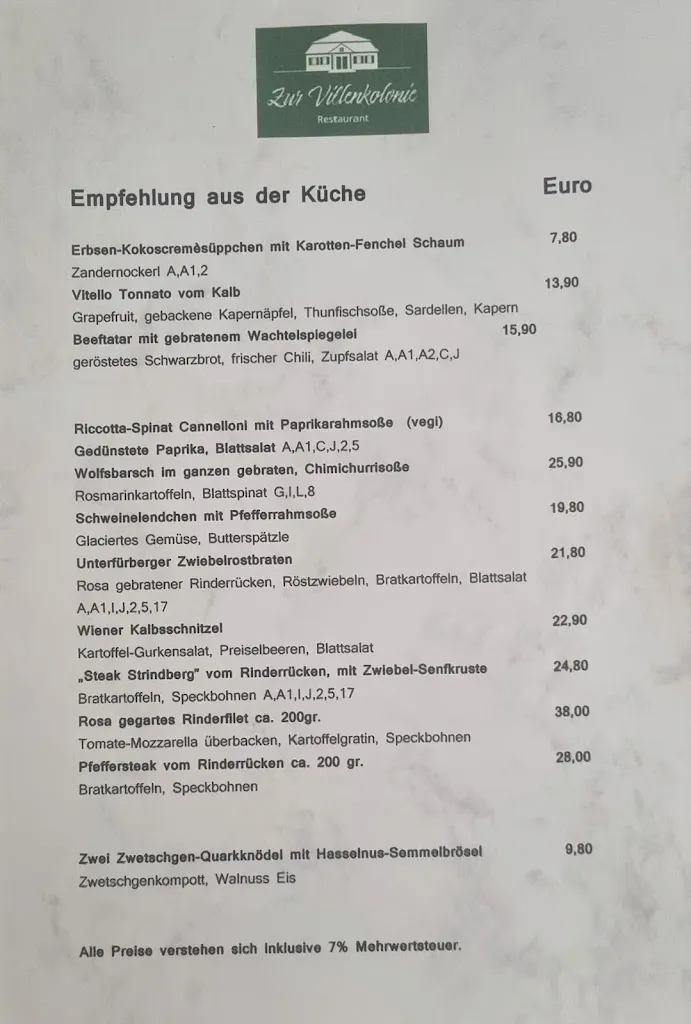 Zur Villenkolonie
Restaurant
Empfehlung aus der Küche Euro
Erbsen-Kokoscremèsüppchen mit Karotten-Fenchel Schaum 7,80
Zandernockerl A,A1,2
Vitello Tonnato vom Kalb 13,90
Grapefruit, gebackene Kapernäpfel, Thunfischsoße, Sardellen, Kapern
Beeftatar mit gebratenem Wachtelspiegelei 15,90
geröstetes Schwarzbrot, frischer Chili, Zupfsalat A,A1,A2,C,J
Riccotta-Spinat Cannelloni mit Paprikarahmsoße (vegi) 16,80
Gedünstete Paprika, Blattsalat A,A1,C,J,2,5
Wolfsbarsch im ganzen gebraten, Chimichurrisoße 25,90
Rosmarinkartoffeln, Blattspinat G,I,L,8
Schweinelendchen mit Pfefferrahmsoße 19,80
Glaciertes Gemüse, Butterspätzle
Unterfürberger Zwiebelrostbraten 21,80
Rosa gebratener Rinderrücken, Röstzwiebeln, Bratkartoffeln, Blattsalat
A,A1,I,J,2,5,17
Wiener Kalbsschnitzel 22,90
Kartoffel-Gurkensalat, Preiselbeeren, Blattsalat
„Steak Strindberg" vom Rinderrücken, mit Zwiebel-Senfkruste 24,80
Bratkartoffeln, Speckbohnen A,A1,I,J,2,5,17
Rosa gegartes Rinderfilet ca. 200gr. 38,00
Tomate-Mozzarella überbacken, Kartoffelgratin, Speckbohnen
Pfeffersteak vom Rinderrücken ca. 200 gr. 28,00
Bratkartoffeln, Speckbohnen
Zwei Zwetschgen-Quarkknödel mit Hasselnus-Semmelbrösel 9,80
Zwetschgenkompott, Walnuss Eis
Alle Preise verstehen sich Inklusive 7% Mehrwertsteuer.